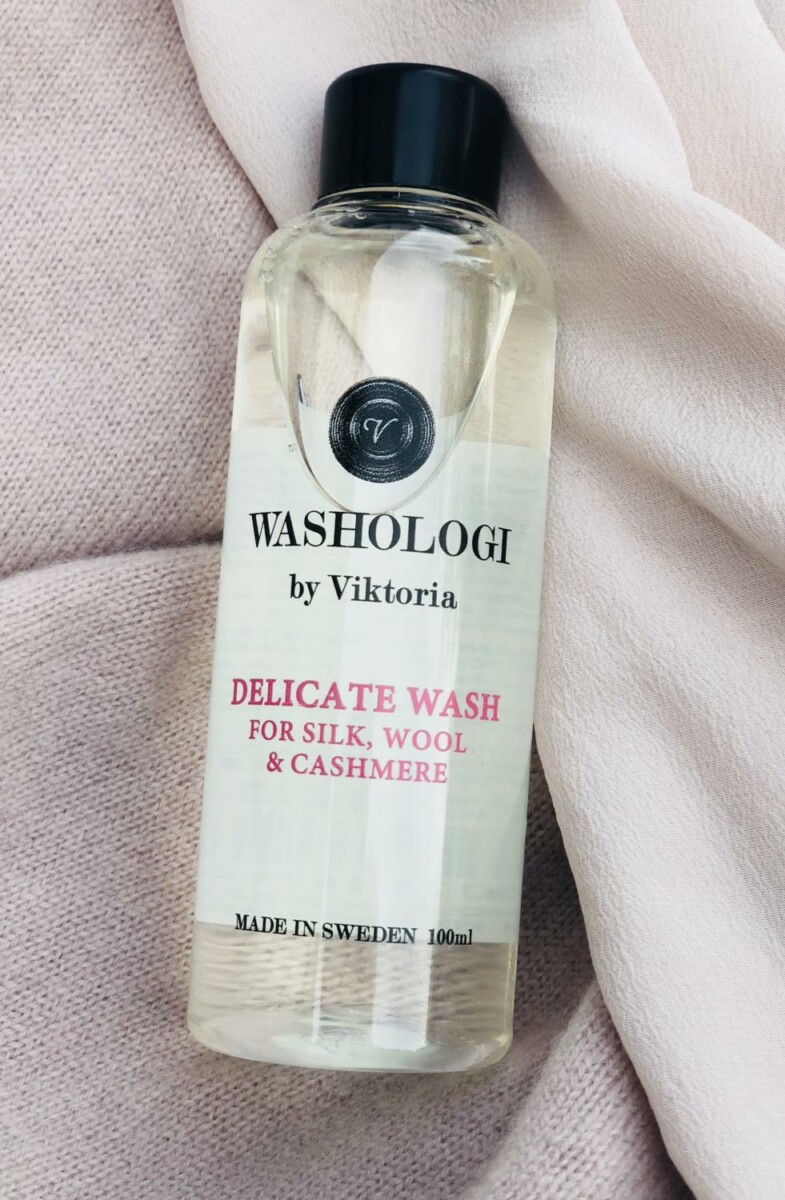 V
WASHOLOGI
by Viktoria
DELICATE WASH
FOR SILK, WOOL
& CASHMERE
MADE IN SWEDEN 100ml